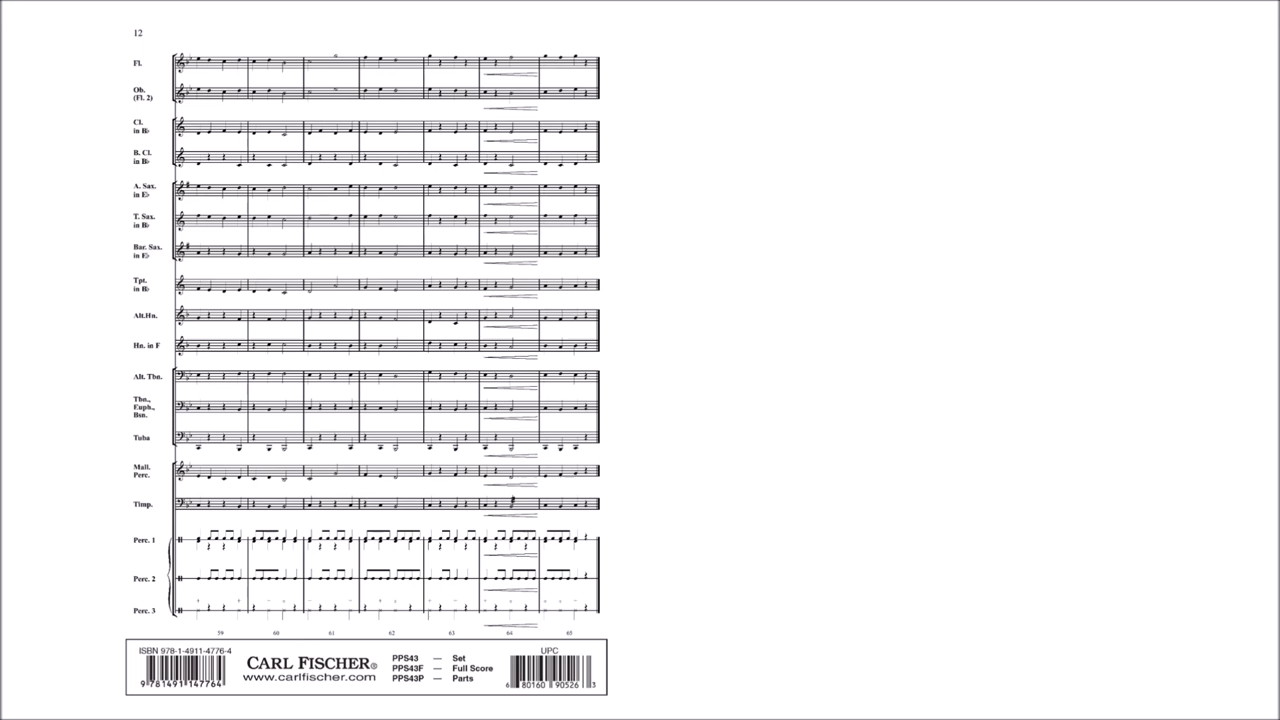 12
Fl.
Ob.
(Fl. 2)
Cl.
in B♭
B. Cl.
in B♭
A. Sax.
in E♭
T. Sax.
in B♭
Bar. Sax.
in E♭
Tpt.
in B♭
Alt.Hn.
Hn. in F
Alt. Tbn.
Tbn.,
Euph.,
Bsn.
Tuba
Mall.
Perc.
Timp.
Perc. 1
Perc. 2
Perc. 3
59 60 61 62 63 64 65
ISBN 978-1-4911-4776-4
9 781491 147764
CARL FISCHER®
www.carlfischer.com
PPS43 — Set
PPS43F — Full Score
PPS43P — Parts
UPC
6 80160 90526 3